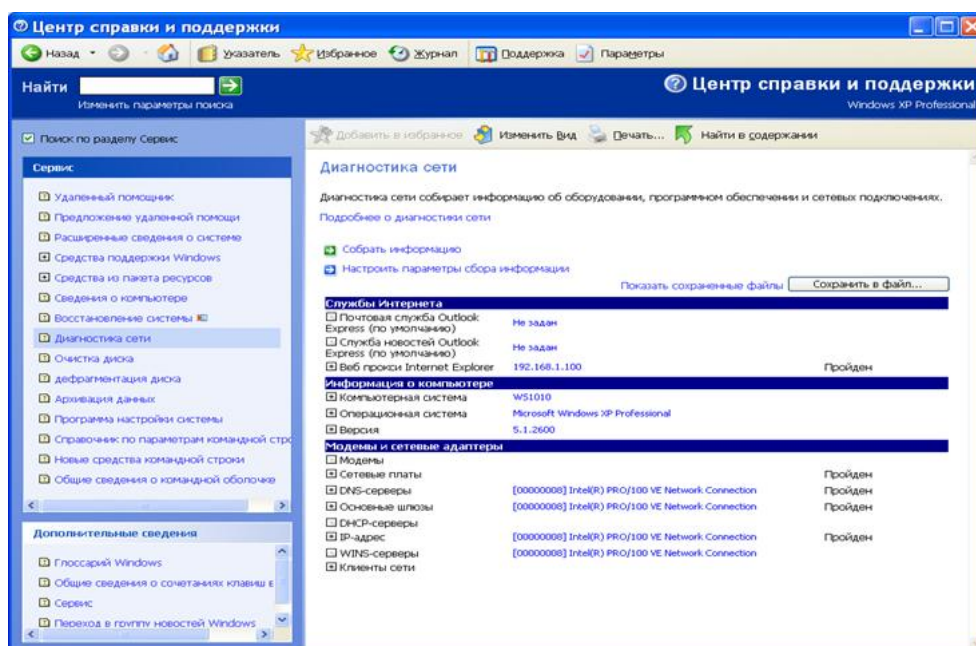 Центр справки и поддержки
Назад
Указатель
Избранное
Журнал
Поддержка
Параметры
Найти
Изменить параметры поиска
Центр справки и поддержки
Windows XP Professional
Поиск по разделу Сервис
Сервис
Удаленный помощник
Предложение удаленной помощи
Расширенные сведения о системе
Средства поддержки Windows
Средства из пакета ресурсов
Сведения о компьютере
Восстановление системы
Диагностика сети
Очистка диска
дефрагментация диска
Архивация данных
Программа настройки системы
Справочник по параметрам командной стро
Новые средства командной строки
Общие сведения о командной оболочке
Дополнительные сведения
Глоссарий Windows
Общие сведения о сочетаниях клавиш в
Сервис
Переход в группу новостей Windows
Добавить в избранное
Изменить Вид
Печать...
Найти в содержании
Диагностика сети
Диагностика сети собирает информацию об оборудовании, программном обеспечении и сетевых подключениях.
Подробнее о диагностики сети
Собрать информацию
Настроить параметры сбора информации
Показать сохраненные файлы
Сохранить в файл...
Службы Интернета
Почтовая служба Outlook
Express (по умолчанию) Не задан
Служба новостей Outlook
Express (по умолчанию) Не задан
Веб прокси Internet Explorer 192.168.1.100 Пройден
Информация о компьютере
Компьютерная система WS1010
Операционная система Microsoft Windows XP Professional
Версия 5.1.2600
Модемы и сетевые адаптеры
Модемы
Сетевые платы Пройден
DNS-серверы [00000008] Intel(R) PRO/100 VE Network Connection Пройден
Основные шлюзы [00000008] Intel(R) PRO/100 VE Network Connection Пройден
DHCP-серверы
IP-адрес [00000008] Intel(R) PRO/100 VE Network Connection Пройден
WINS-серверы [00000008] Intel(R) PRO/100 VE Network Connection
Клиенты сети